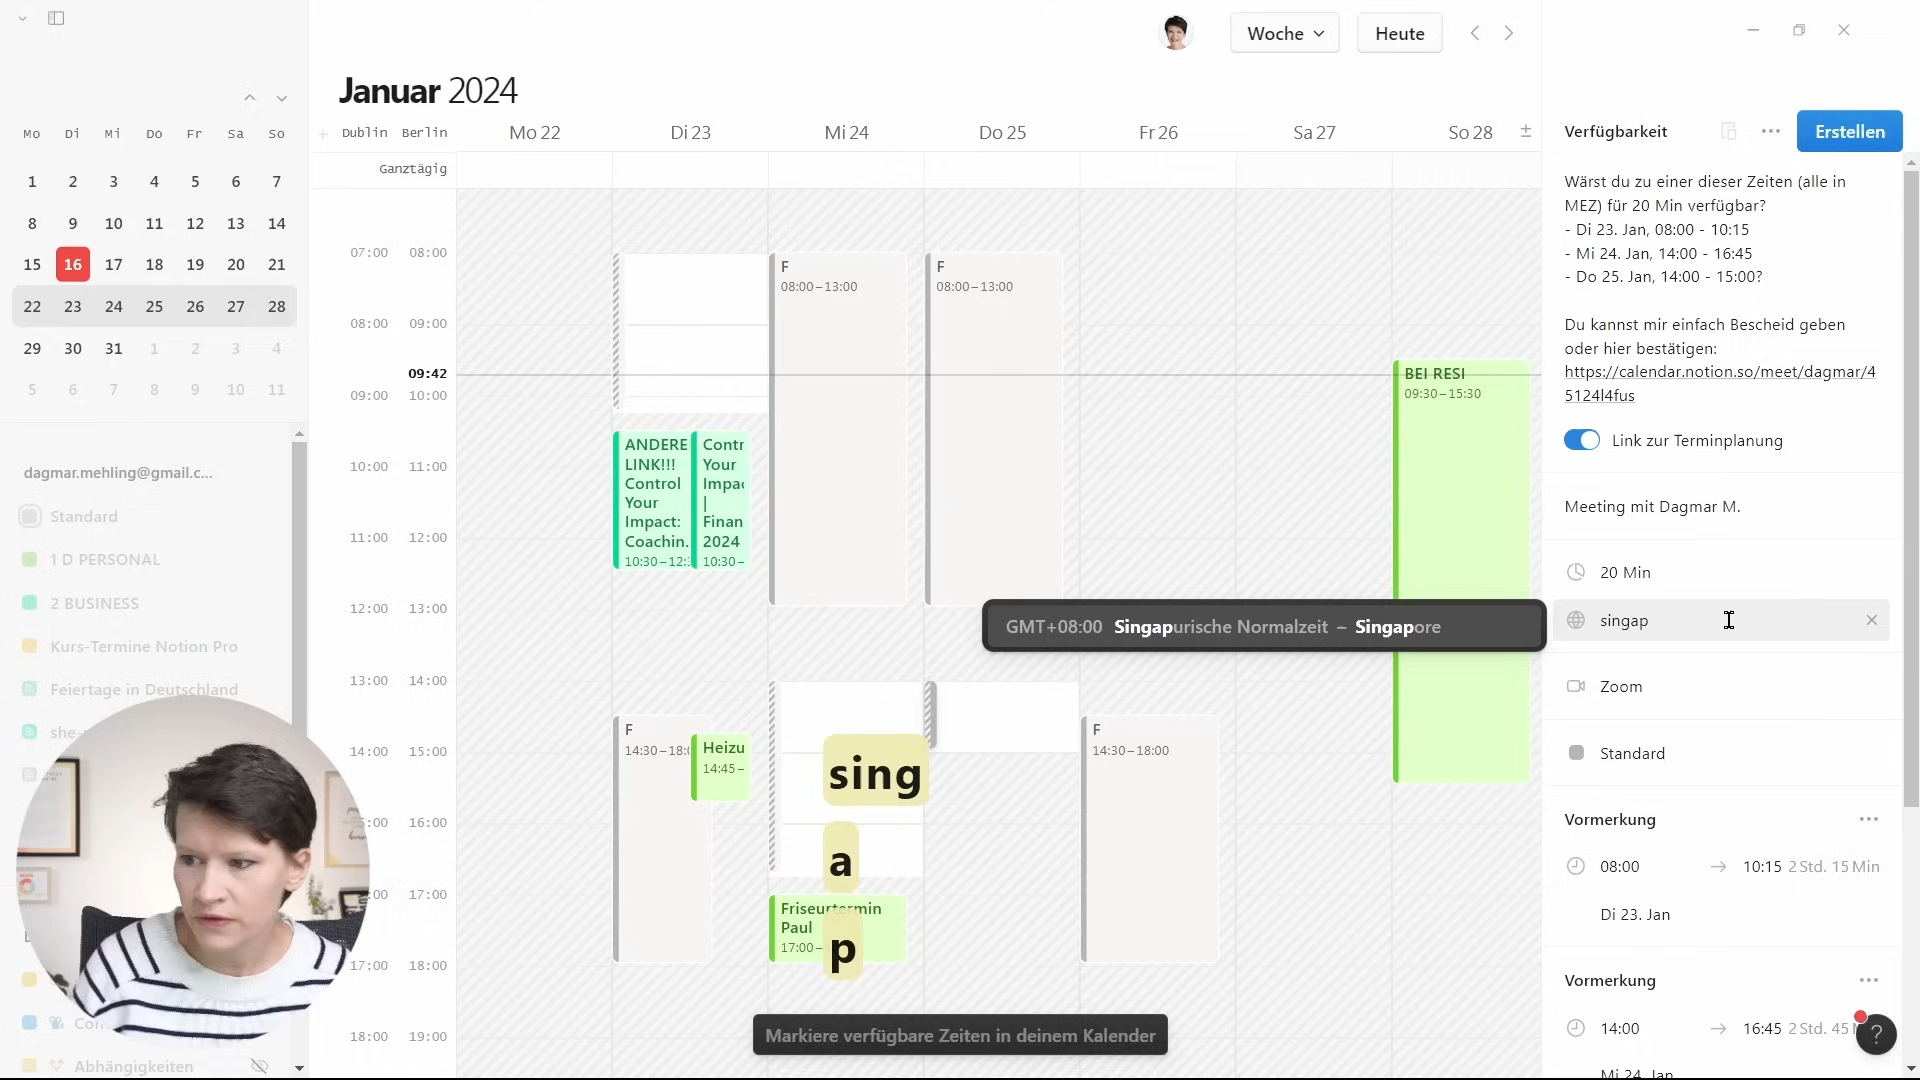 Woche
Heute
Januar 2024
Mo Di Mi Do Fr Sa So
1 2 3 4 5 6 7
8 9 10 11 12 13 14
15 16 17 18 19 20 21
22 23 24 25 26 27 28
29 30 31 1 2 3 4
5 6 7 8 9 10 11
dagmar.mehling@gmail.c...
Standard
1 D PERSONAL
2 BUSINESS
Kurs-Termine Notion Pro
Feiertage in Deutschland
she-
Abhängigkeiten
Dublin Berlin
Mo 22
Di 23
Mi 24
Do 25
Fr 26
Sa 27
So 28
Ganztägig
07:00 08:00
08:00 09:00
09:42
09:00 10:00
10:00 11:00
11:00 12:00
12:00 13:00
13:00 14:00
14:00 15:00
:00 16:00
:00 17:00
17:00 18:00
18:00 19:00
ANDERE
LINK!!!
Control
Your
Impact:
Coachin.
10:30–12:3
Contr
Your
Impa
|
Finan
2024
10:30–
F
14:30–18:0
Heizu
14:45–
F
08:00–13:00
sing
a
p
Friseurtermin
Paul
17:00–
F
08:00–13:00
F
14:30–18:00
BEI RESI
09:30–15:30
GMT+08:00 Singapurische Normalzeit – Singapore
Markiere verfügbare Zeiten in deinem Kalender
Verfügbarkeit
Erstellen
Wärst du zu einer dieser Zeiten (alle in
MEZ) für 20 Min verfügbar?
- Di 23. Jan, 08:00 - 10:15
- Mi 24. Jan, 14:00 - 16:45
- Do 25. Jan, 14:00 - 15:00?
Du kannst mir einfach Bescheid geben
oder hier bestätigen:
https://calendar.notion.so/meet/dagmar/4
5124l4fus
Link zur Terminplanung
Meeting mit Dagmar M.
20 Min
singap
Zoom
Standard
Vormerkung
08:00 → 10:15 2 Std. 15 Min
Di 23. Jan
Vormerkung
14:00 → 16:45 2 Std. 45
Mi 24. Jan
?